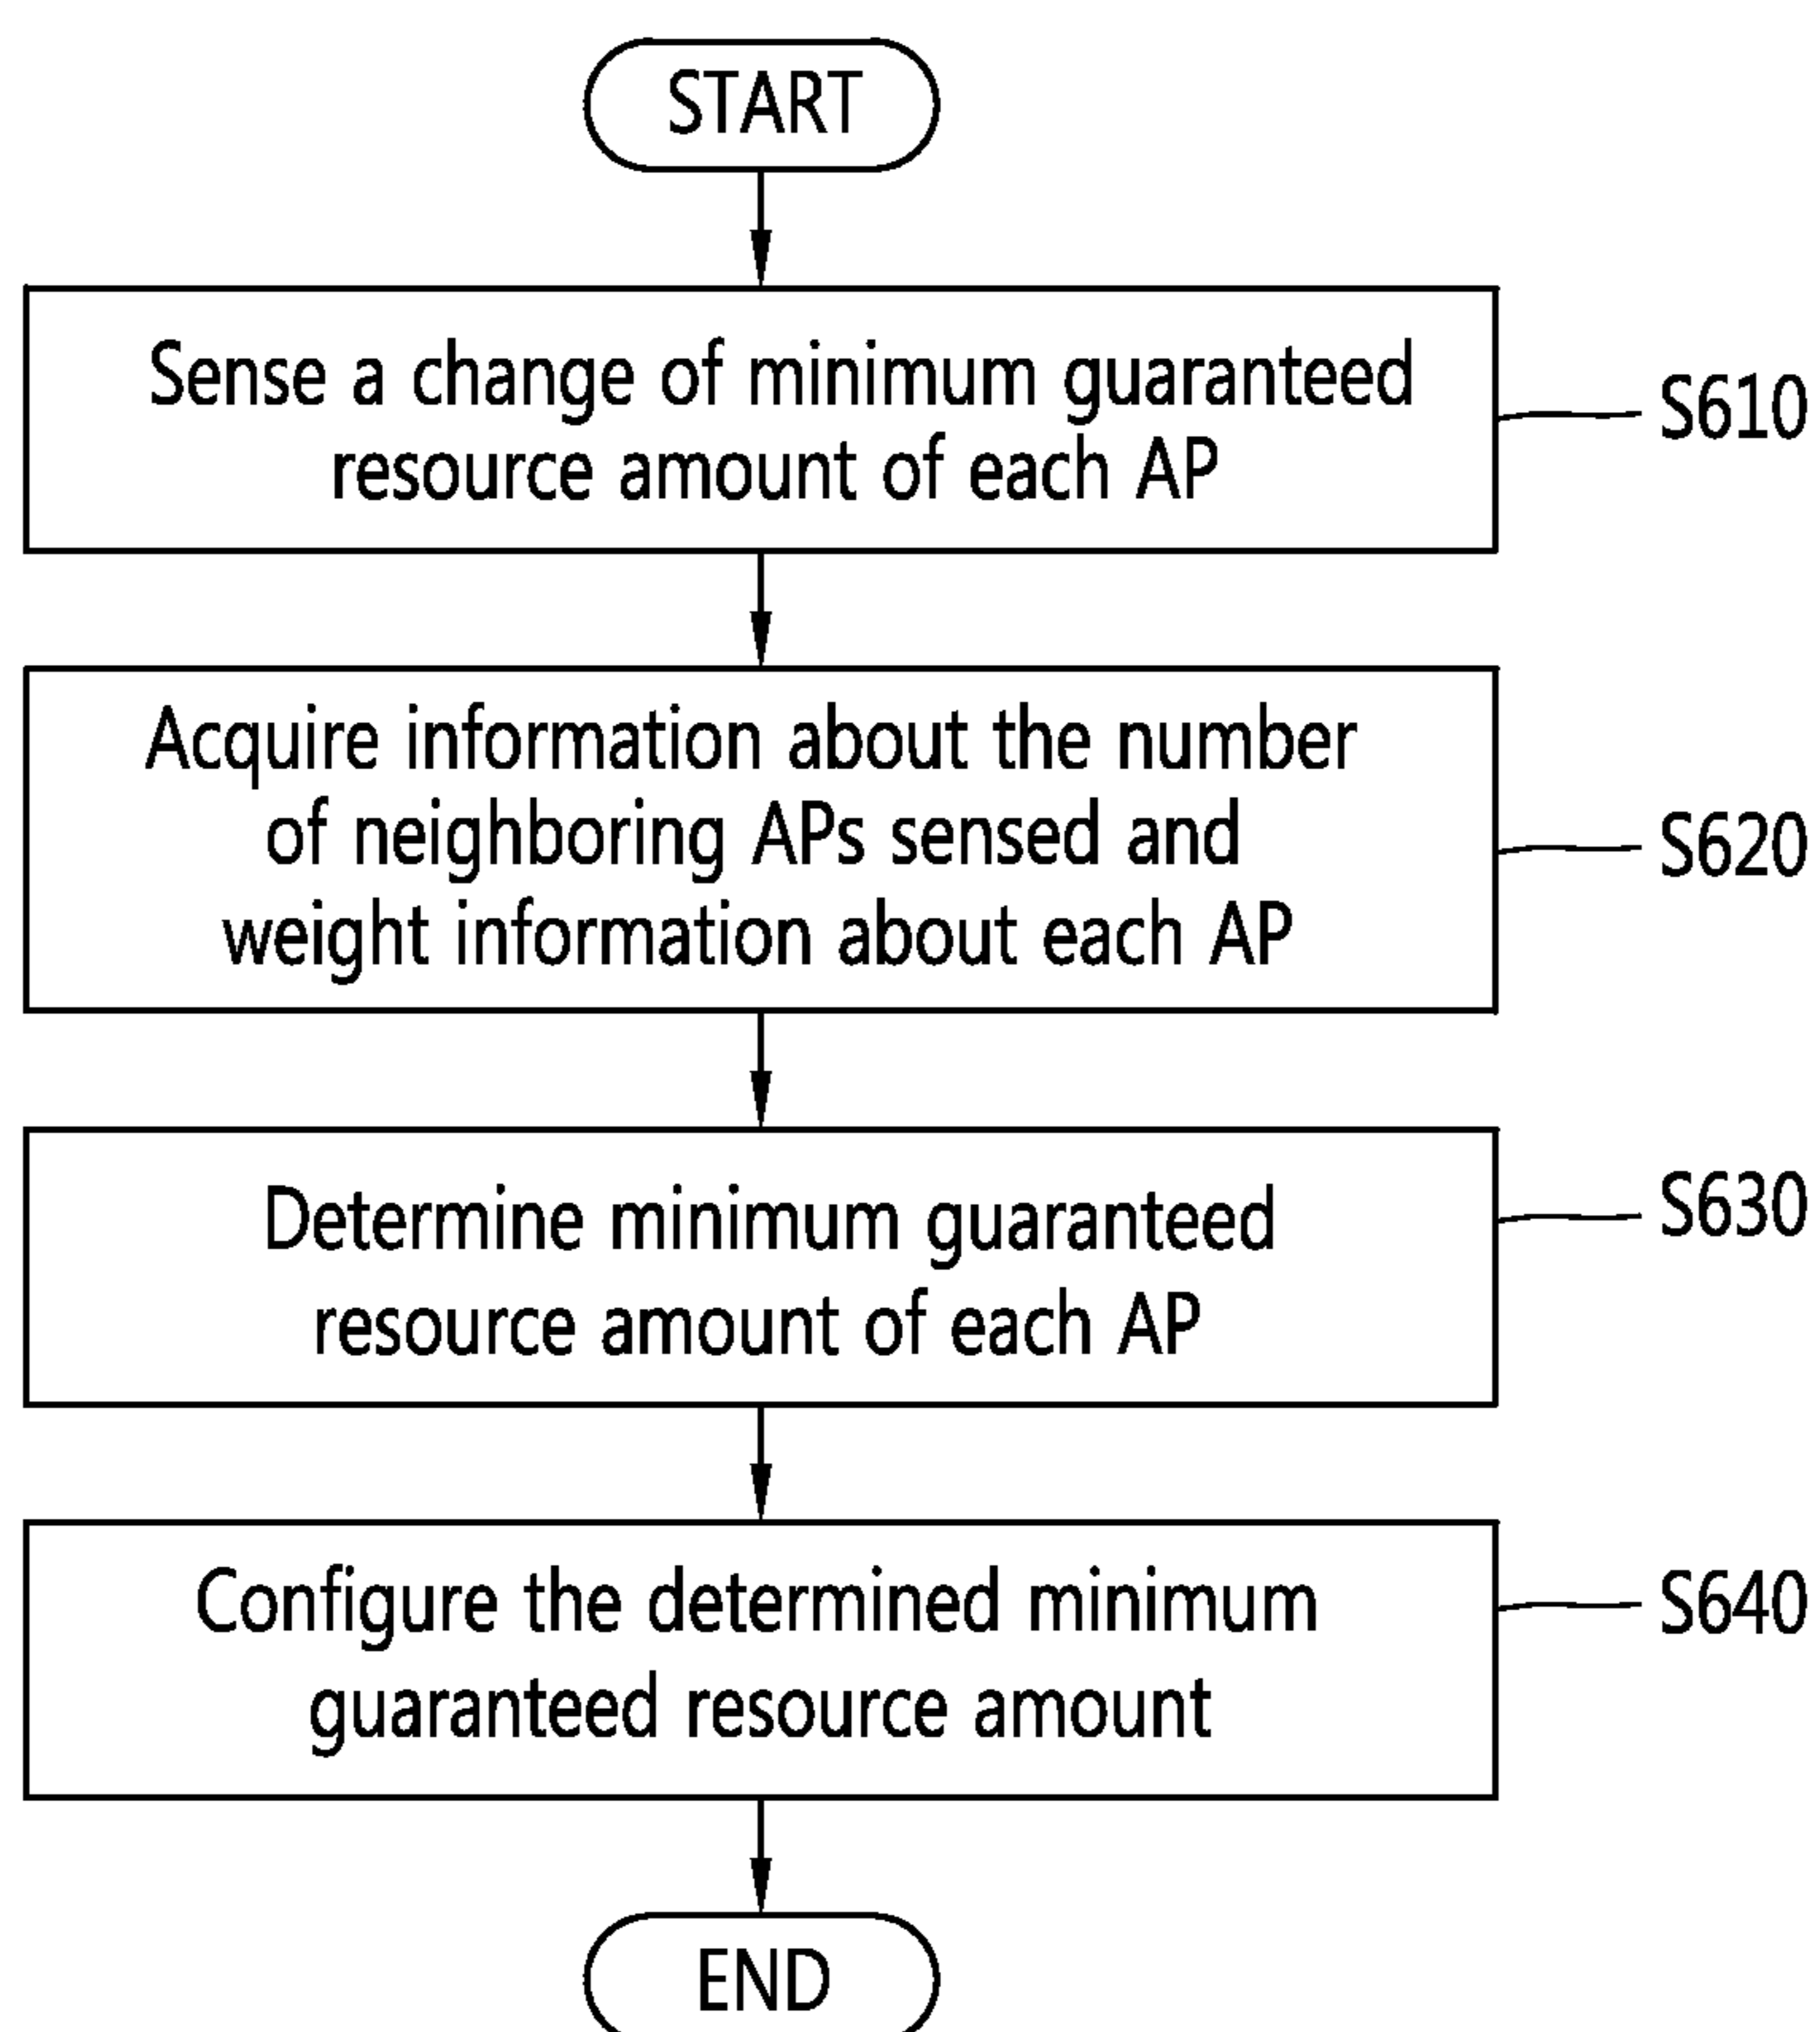 START
Sense a change of minimum guaranteed
resource amount of each AP
S610
Acquire information about the number
of neighboring APs sensed and
weight information about each AP
S620
Determine minimum guaranteed
resource amount of each AP
S630
Configure the determined minimum
guaranteed resource amount
S640
END